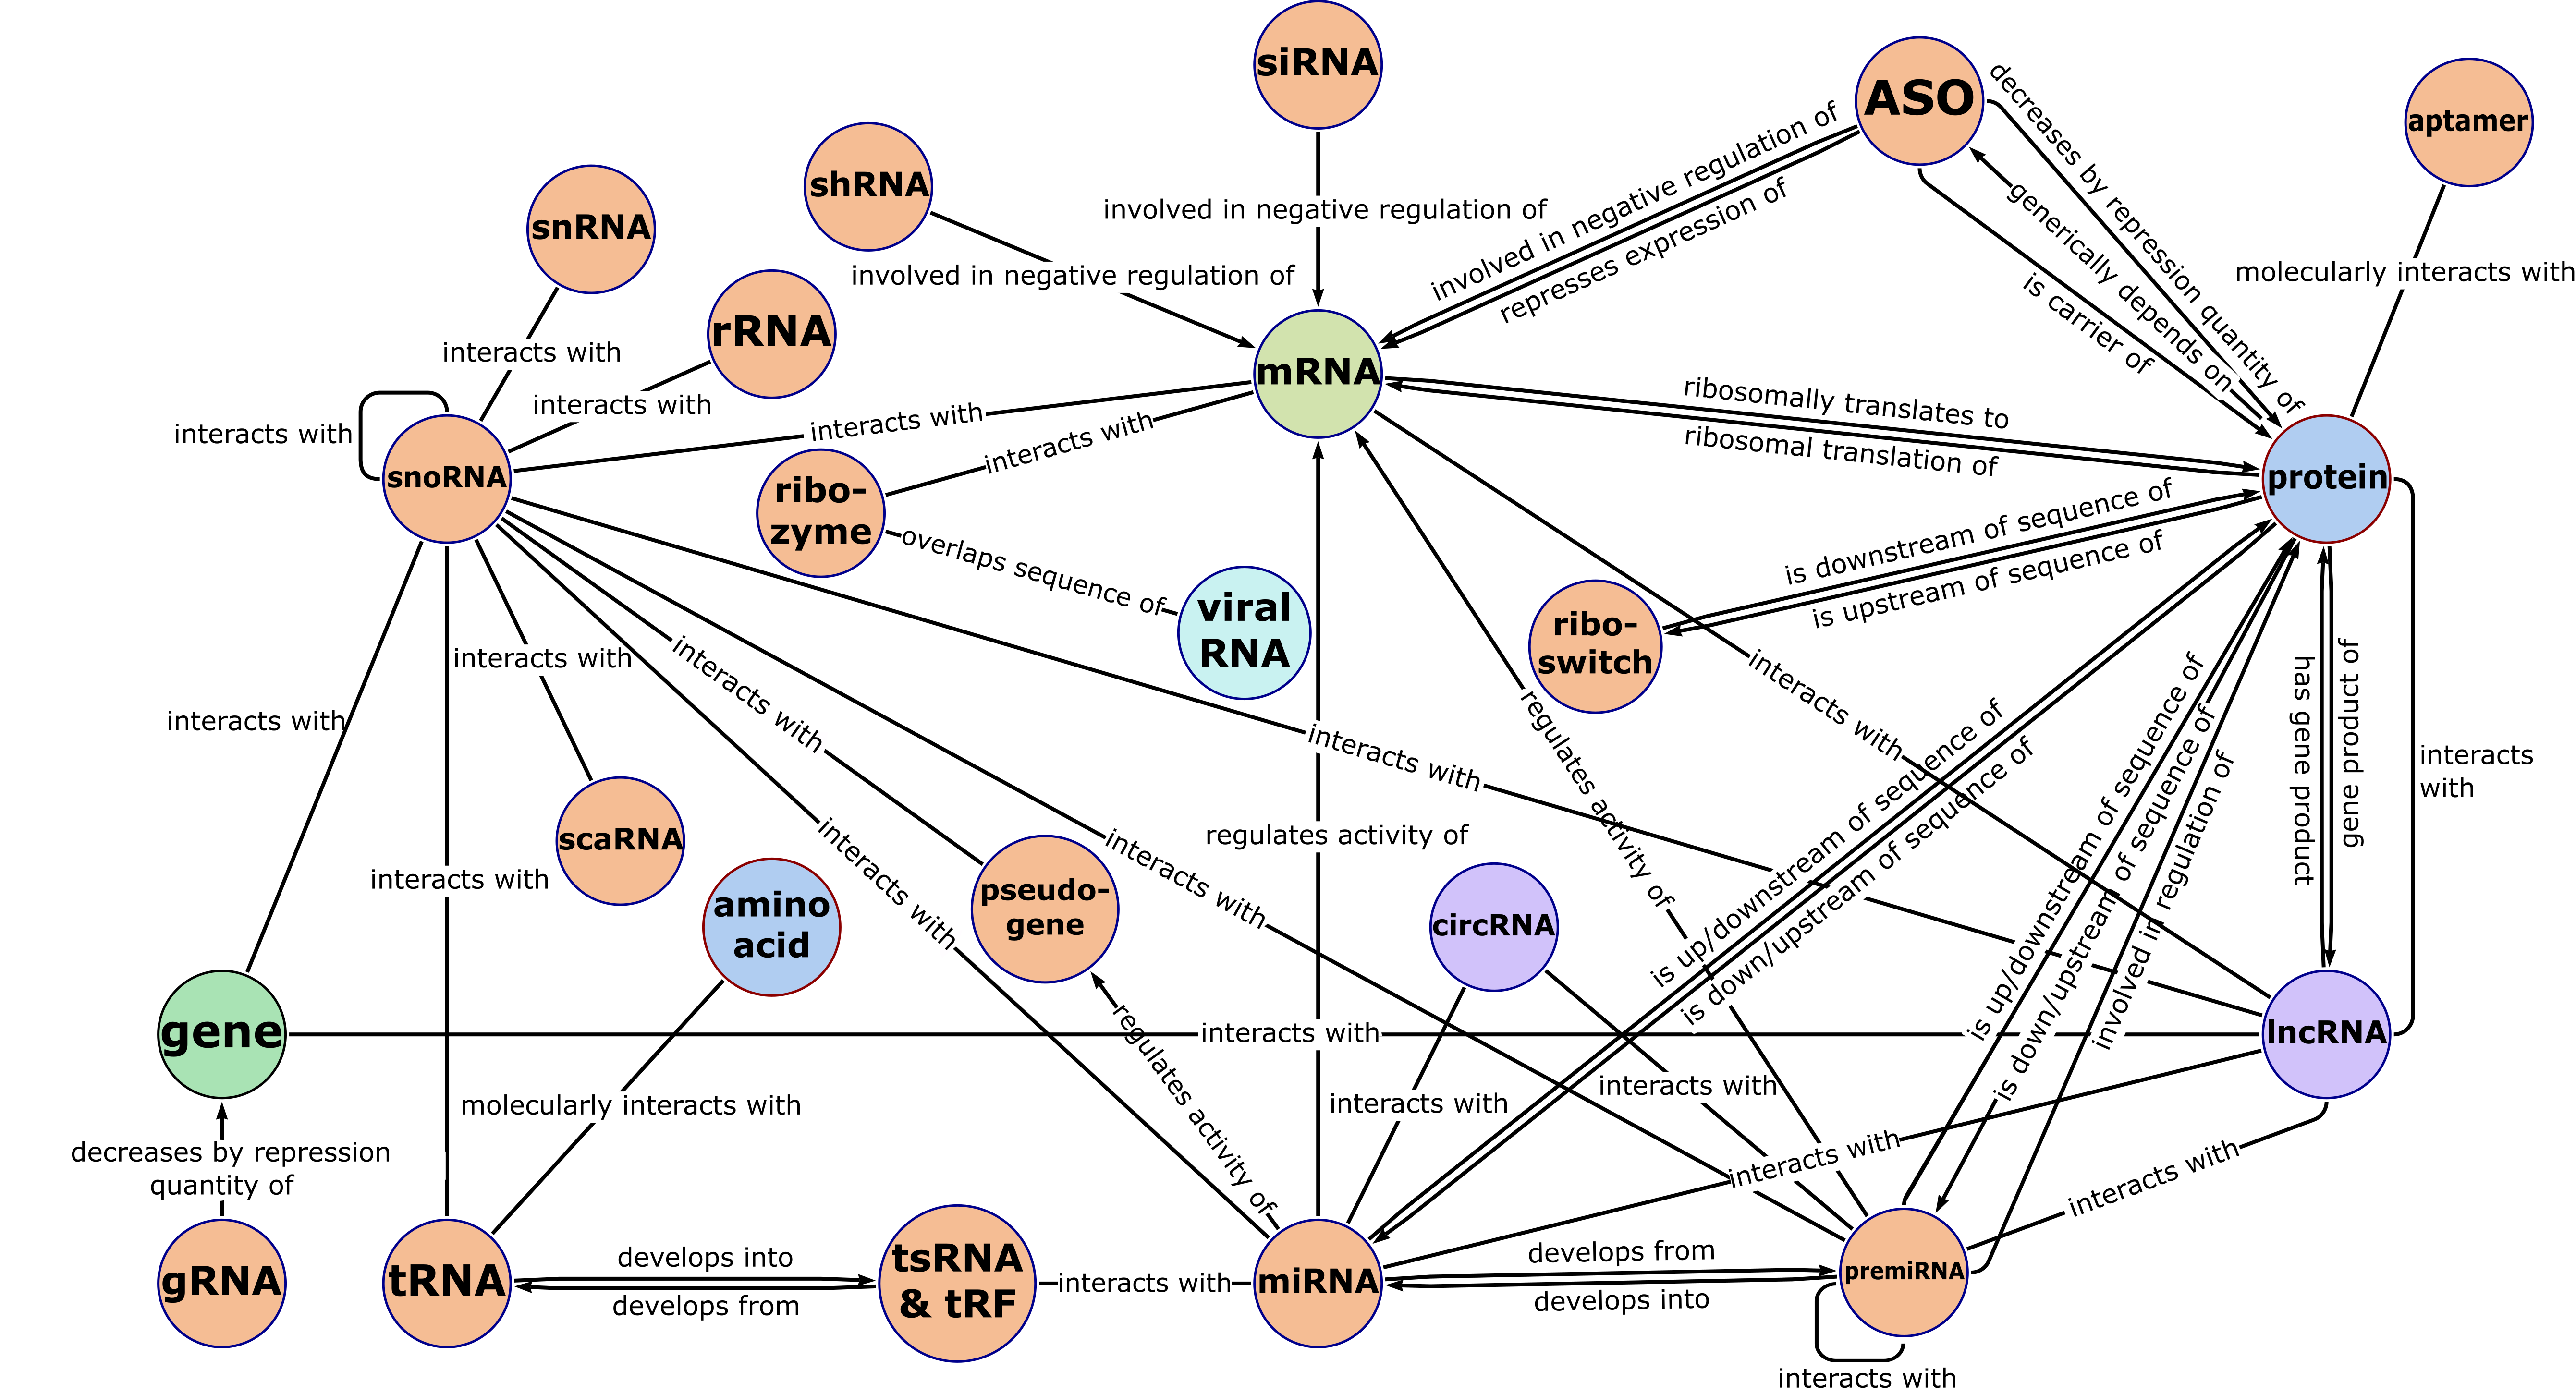 siRNA
ASO
aptamer
shRNA
snRNA
rRNA
mRNA
snoRNA
ribo-
zyme
viral
RNA
ribo-
switch
protein
scaRNA
amino
acid
pseudo-
gene
circRNA
gene
lncRNA
gRNA
tRNA
tsRNA
& tRF
miRNA
premiRNA
involved in negative regulation of
involved in negative regulation of
involved in negative regulation of
represses expression of
decreases by repression quantity of
generically depends on
is carrier of
molecularly interacts with
interacts with
interacts with
interacts with
interacts with
interacts with
overlaps sequence of
ribosomally translates to
ribosomal translation of
is downstream of sequence of
is upstream of sequence of
interacts with
interacts with
interacts with
interacts with
interacts with
interacts with
interacts with
interacts with
regulates activity of
regulates activity of
regulates activity of
is up/downstream of sequence of
is down/upstream of sequence of
is up/downstream of sequence of
is down/upstream of sequence of
involved in regulation of
has gene product
gene product of
interacts
with
interacts with
interacts with
interacts with
interacts with
interacts with
interacts with
molecularly interacts with
decreases by repression
quantity of
develops into
develops from
interacts with
develops from
develops into
interacts with